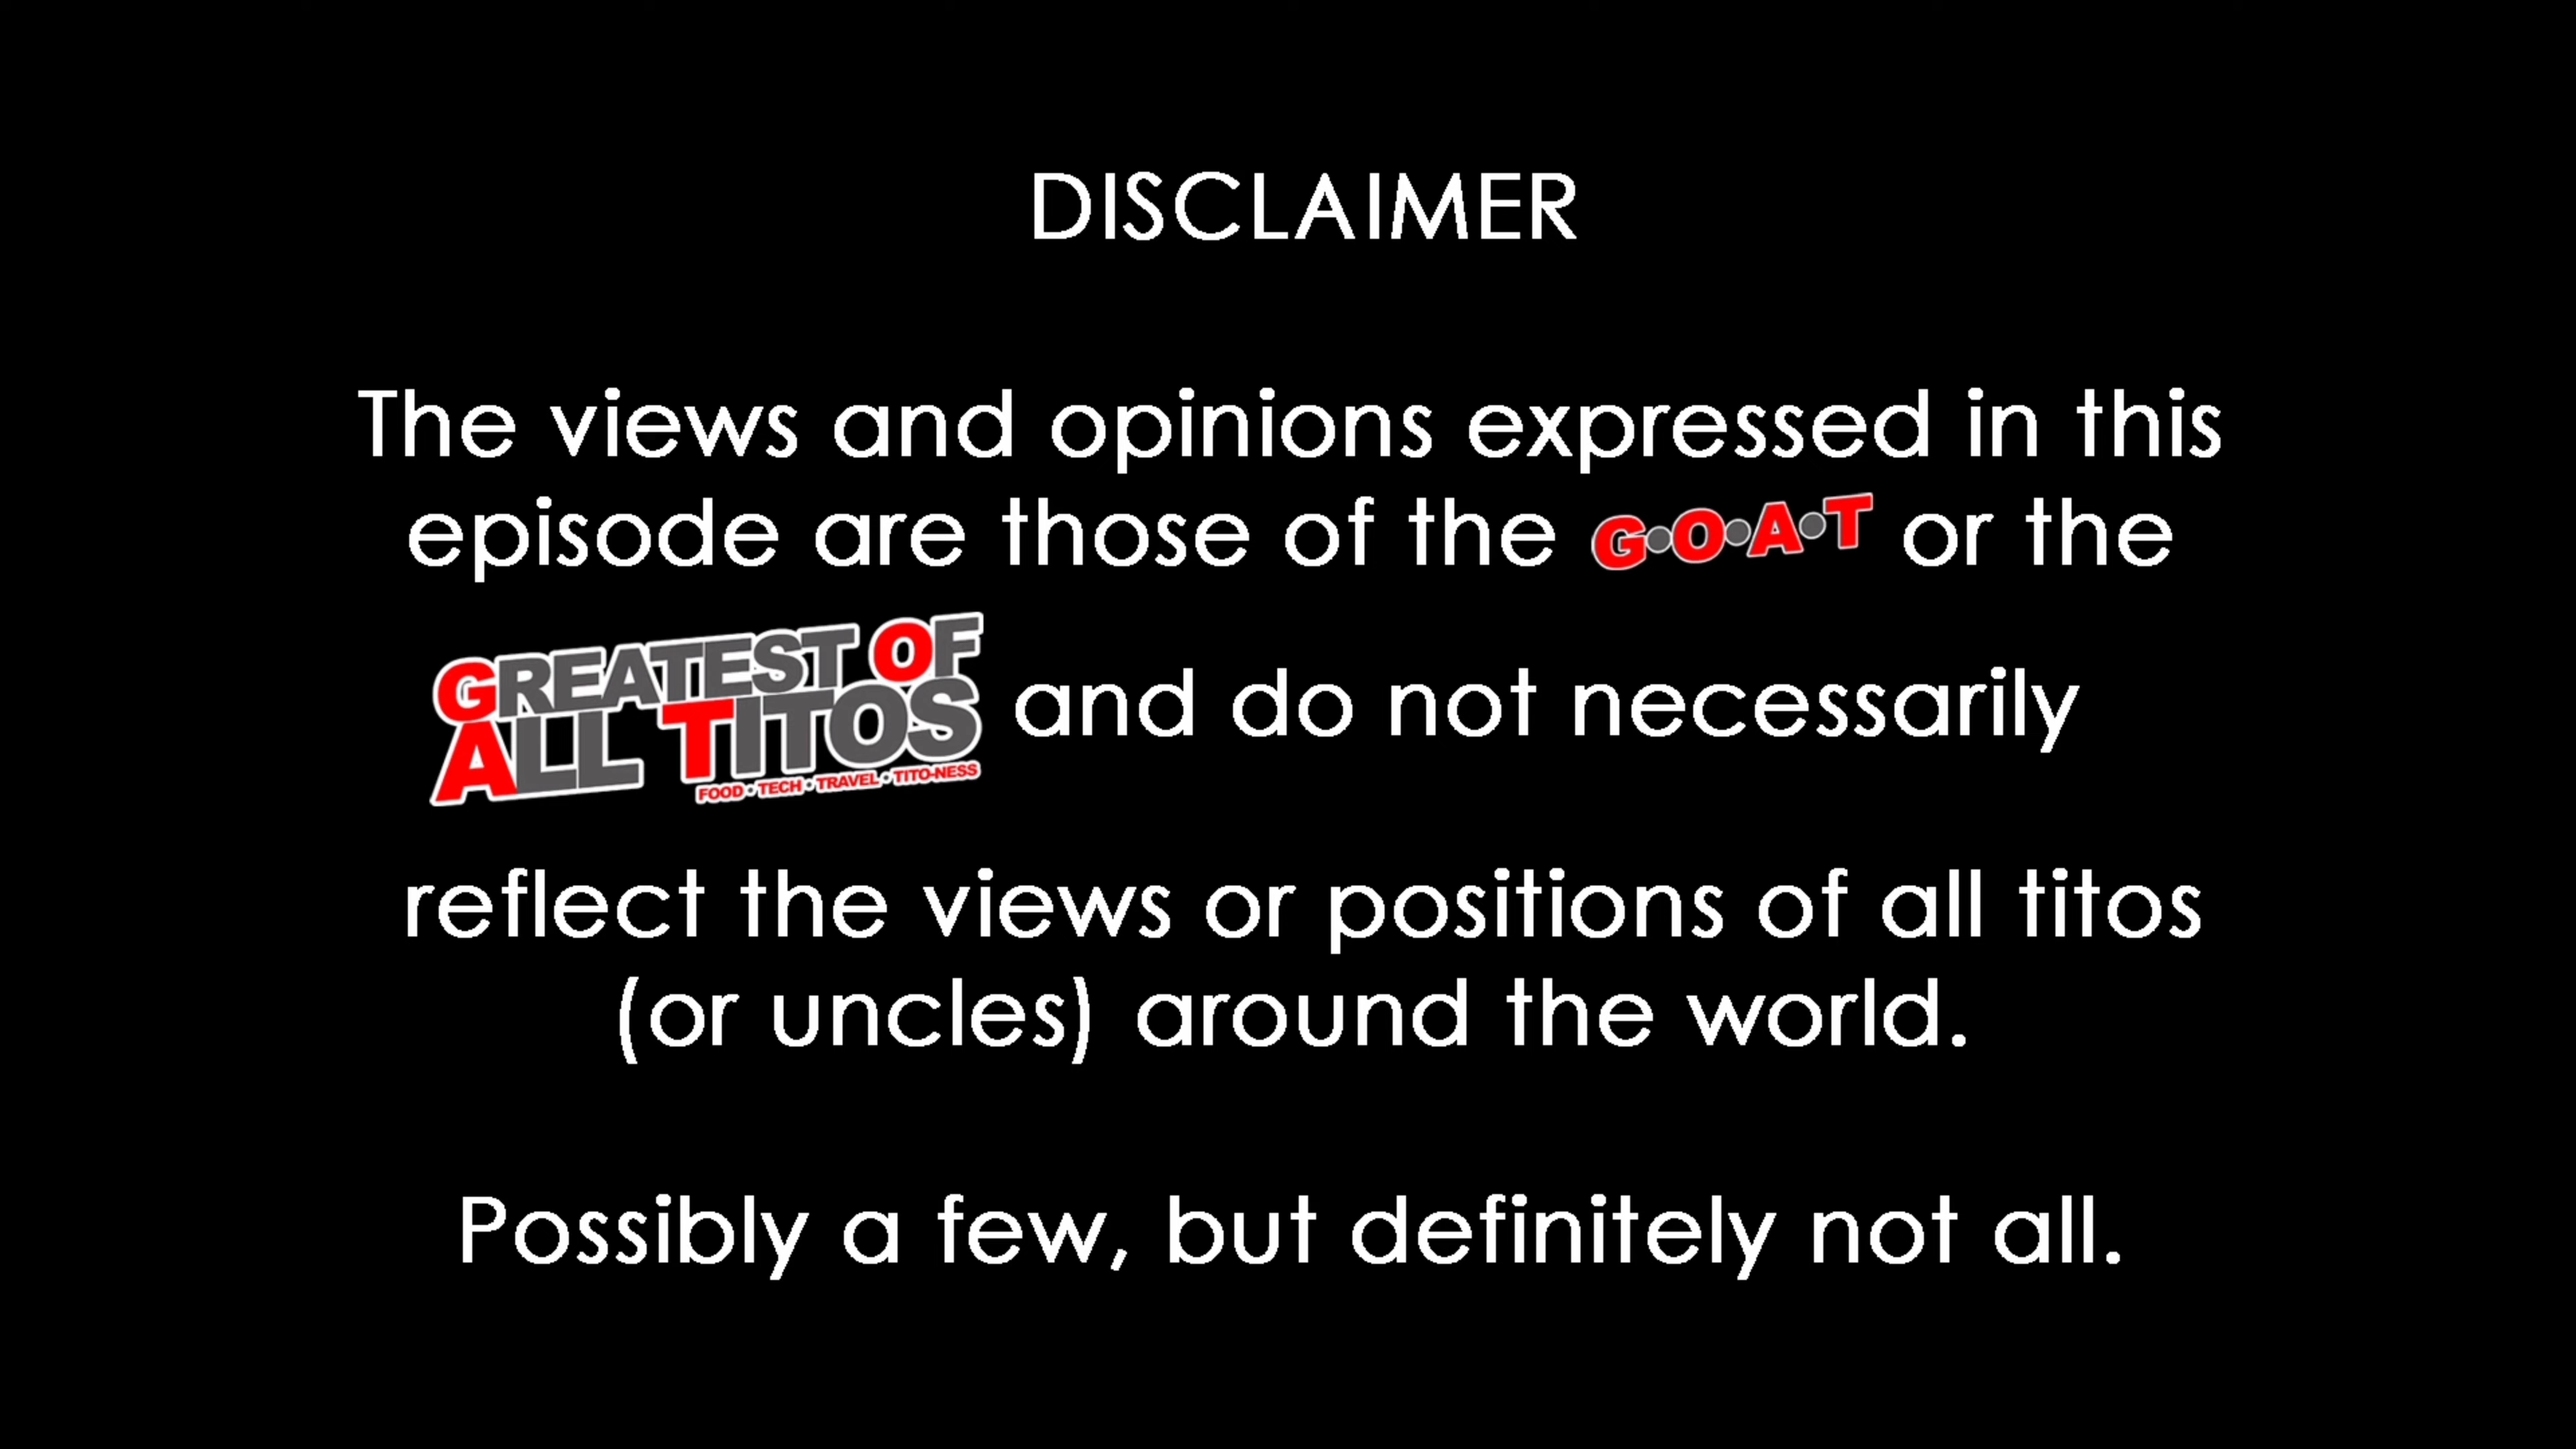 DISCLAIMER
The views and opinions expressed in this
episode are those of the G•O•A•T or the
GREATEST OF
ALL TITOS
FOOD • TECH • TRAVEL • TITO-NESS
and do not necessarily
reflect the views or positions of all titos
(or uncles) around the world.
Possibly a few, but definitely not all.